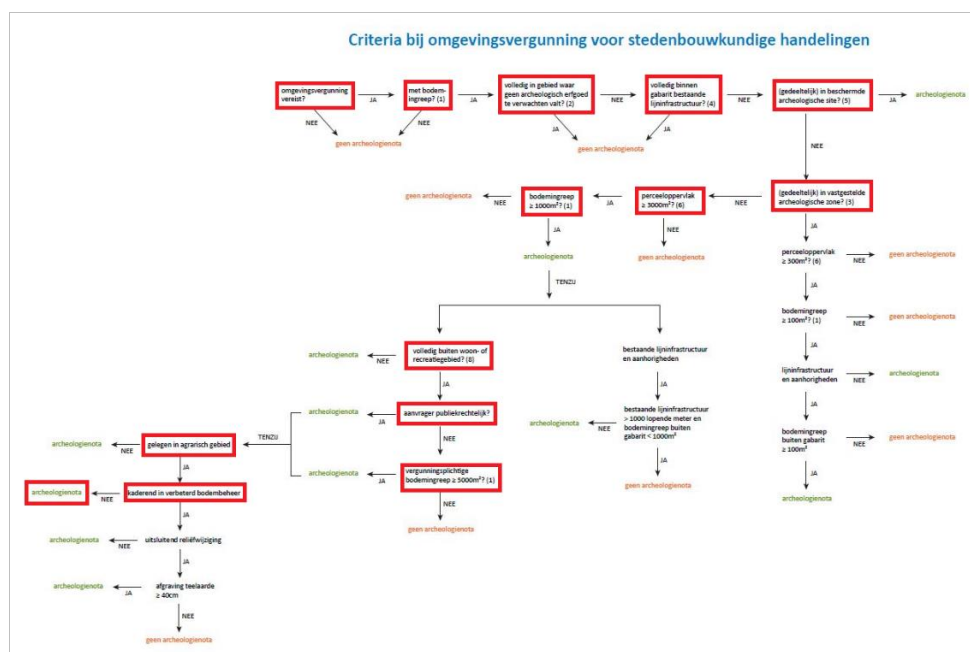 Criteria bij omgevingsvergunning voor stedenbouwkundige handelingen
omgevingsvergunning
vereist?
JA
NEE
met bodem-
ingreep? (1)
JA
NEE
geen archeologienota
volledig in gebied waar
geen archeologisch erfgoed
te verwachten valt? (2)
NEE
JA
volledig binnen
gabarit bestaande
lijninfrastructuur? (4)
NEE
JA
geen archeologienota
(gedeeltelijk) in beschermde
archeologische site? (5)
JA
archeologienota
NEE
(gedeeltelijk) in vastgestelde
archeologische zone? (3)
NEE
JA
perceeloppervlak
≥ 3000m²? (6)
JA
NEE
geen archeologienota
bodemingreep
≥ 1000m²? (1)
NEE
geen archeologienota
JA
archeologienota
TENZIJ
perceeloppervlak
≥ 300m²? (6)
NEE
geen archeologienota
JA
bodemingreep
≥ 100m²? (1)
NEE
geen archeologienota
JA
lijninfrastructuur
en aanhorigheden
NEE
archeologienota
JA
bodemingreep
buiten gabarit
≥ 100m²
NEE
geen archeologienota
JA
archeologienota
bestaande lijninfrastructuur
en aanhorigheden
JA
bestaande lijninfrastructuur
> 1000 lopende meter en
bodemingreep buiten
gabarit < 1000m²
NEE
archeologienota
JA
geen archeologienota
volledig buiten woon- of
recreatiegebied? (8)
NEE
archeologienota
JA
aanvrager publiekrechtelijk?
JA
archeologienota
NEE
vergunningsplichtige
bodemingreep ≥ 5000m²? (1)
JA
archeologienota
NEE
geen archeologienota
TENZIJ
gelegen in agrarisch gebied
NEE
archeologienota
JA
kaderend in verbeterd bodembeheer
NEE
archeologienota
JA
uitsluitend reliëfwijziging
NEE
archeologienota
JA
afgraving teelaarde
≥ 40cm
JA
archeologienota
NEE
geen archeologienota